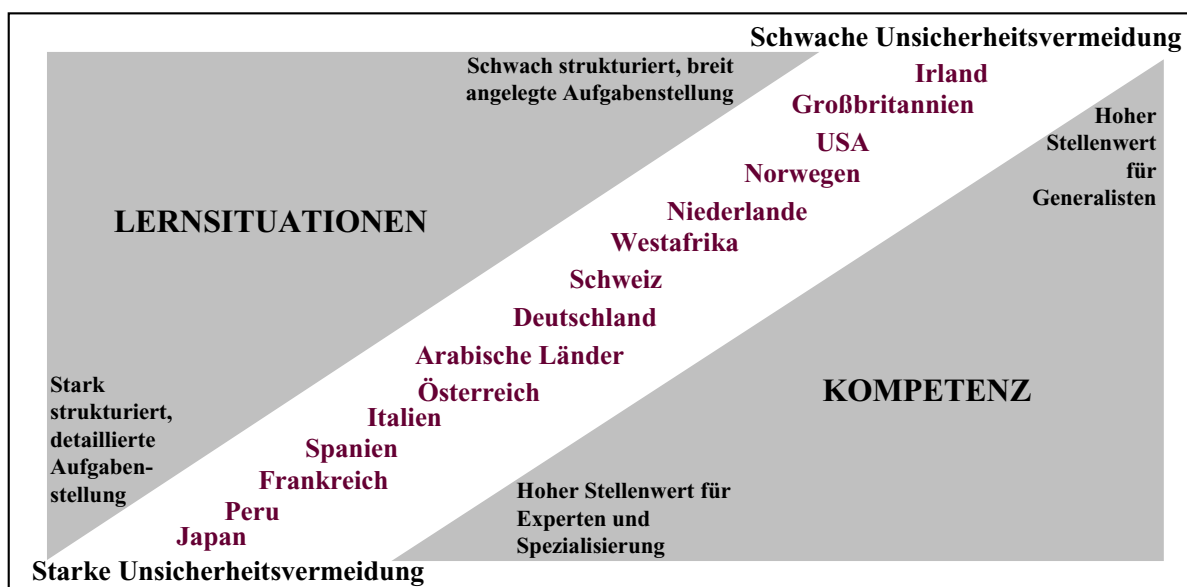 Schwache Unsicherheitsvermeidung
Schwach strukturiert, breit
angelegte Aufgabenstellung
Irland
Großbritannien
USA
Norwegen
Niederlande
Westafrika
Schweiz
Deutschland
Arabische Länder
Österreich
Italien
Spanien
Frankreich
Peru
Japan
Hoher
Stellenwert
für
Generalisten
LERNSITUATIONEN
KOMPETENZ
Stark
strukturiert,
detaillierte
Aufgaben-
stellung
Hoher Stellenwert für
Experten und
Spezialisierung
Starke Unsicherheitsvermeidung